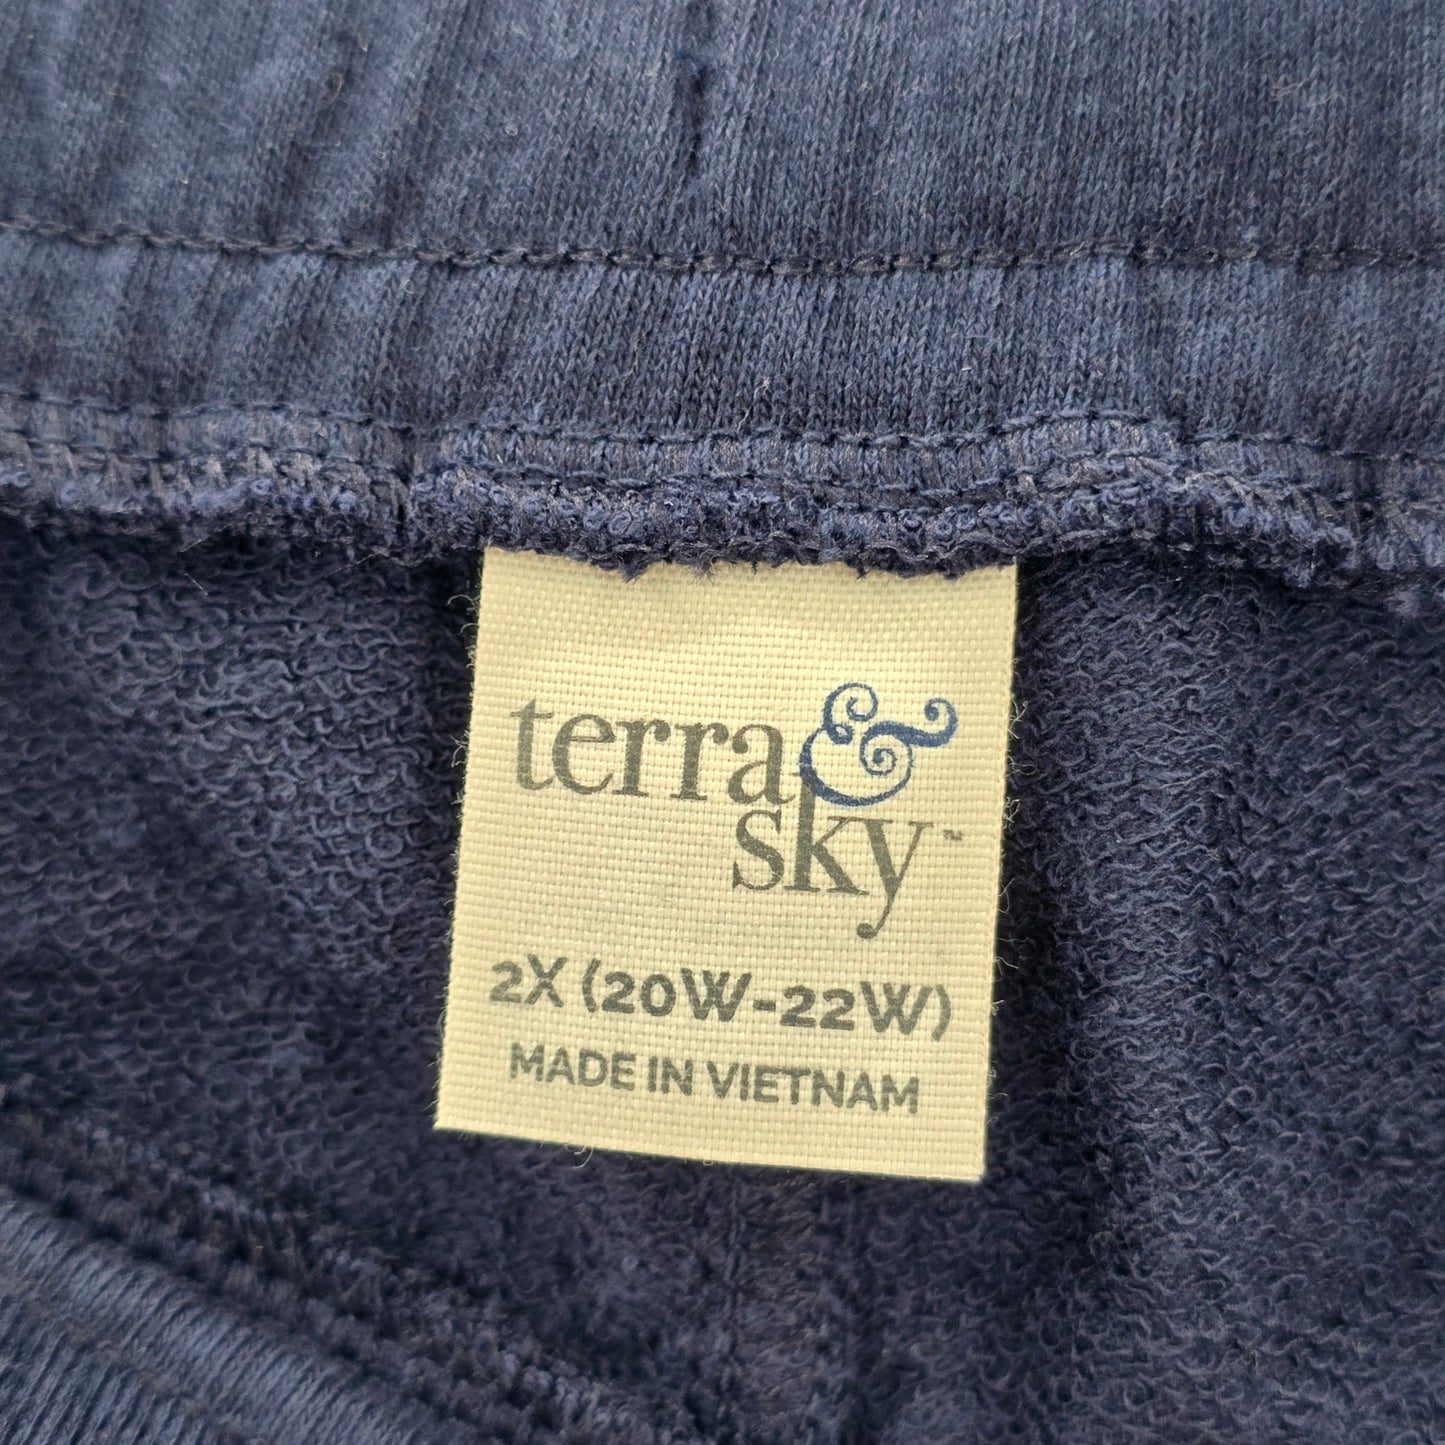 terra &
sky™
2X (20W-22W)
MADE IN VIETNAM